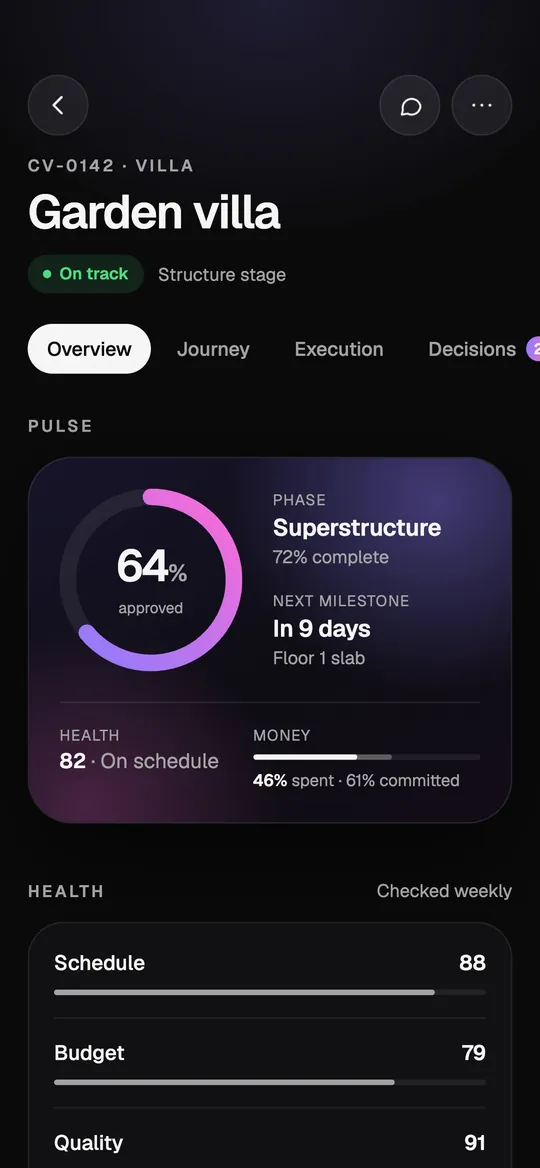 CV-0142 · VILLA
Garden villa
On track
Structure stage
Overview
Journey
Execution
Decisions
PULSE
64%
approved
PHASE
Superstructure
72% complete
NEXT MILESTONE
In 9 days
Floor 1 slab
HEALTH
82 · On schedule
MONEY
46% spent · 61% committed
HEALTH
Checked weekly
Schedule
88
Budget
79
Quality
91